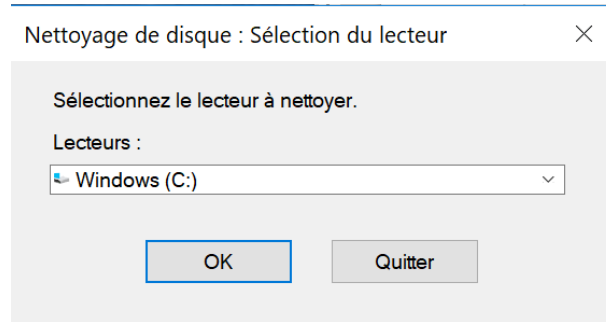 Nettoyage de disque : Sélection du lecteur
Sélectionnez le lecteur à nettoyer.
Lecteurs :
Windows (C:)
OK
Quitter